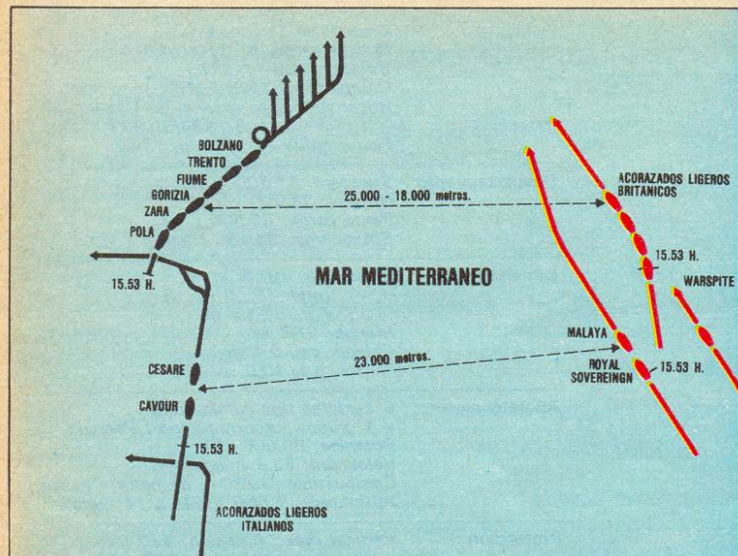 BOLZANO
TRENTO
FIUME
GORIZIA
ZARA
POLA
15.53 H.
25.000 - 18.000 metros.
ACORAZADOS LIGEROS
BRITANICOS
15.53 H.
WARSPITE
MAR MEDITERRANEO
MALAYA
ROYAL
SOVEREINGN
15.53 H.
CESARE
23.000 metros.
CAVOUR
15.53 H.
ACORAZADOS LIGEROS
ITALIANOS